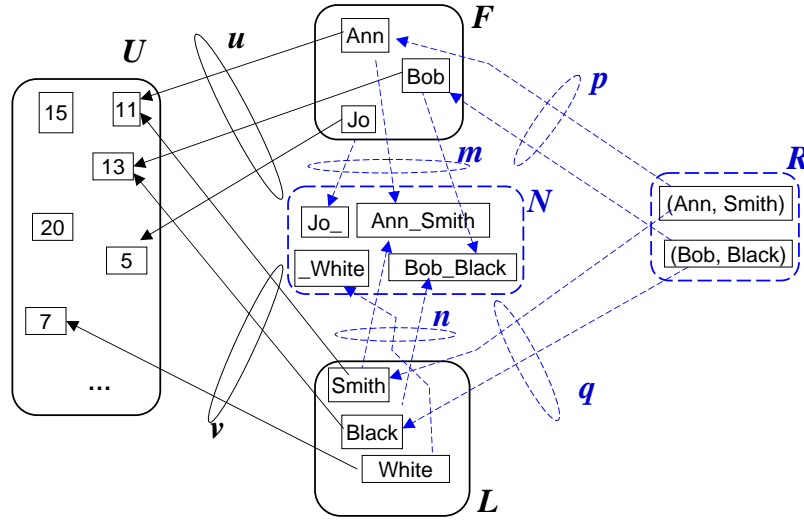 F
u
Ann
U
Bob
p
15
11
Jo
13
m
R
N
(Ann, Smith)
Jo_
Ann_Smith
20
(Bob, Black)
5
_White
Bob_Black
7
n
Smith
...
q
Black
v
White
L